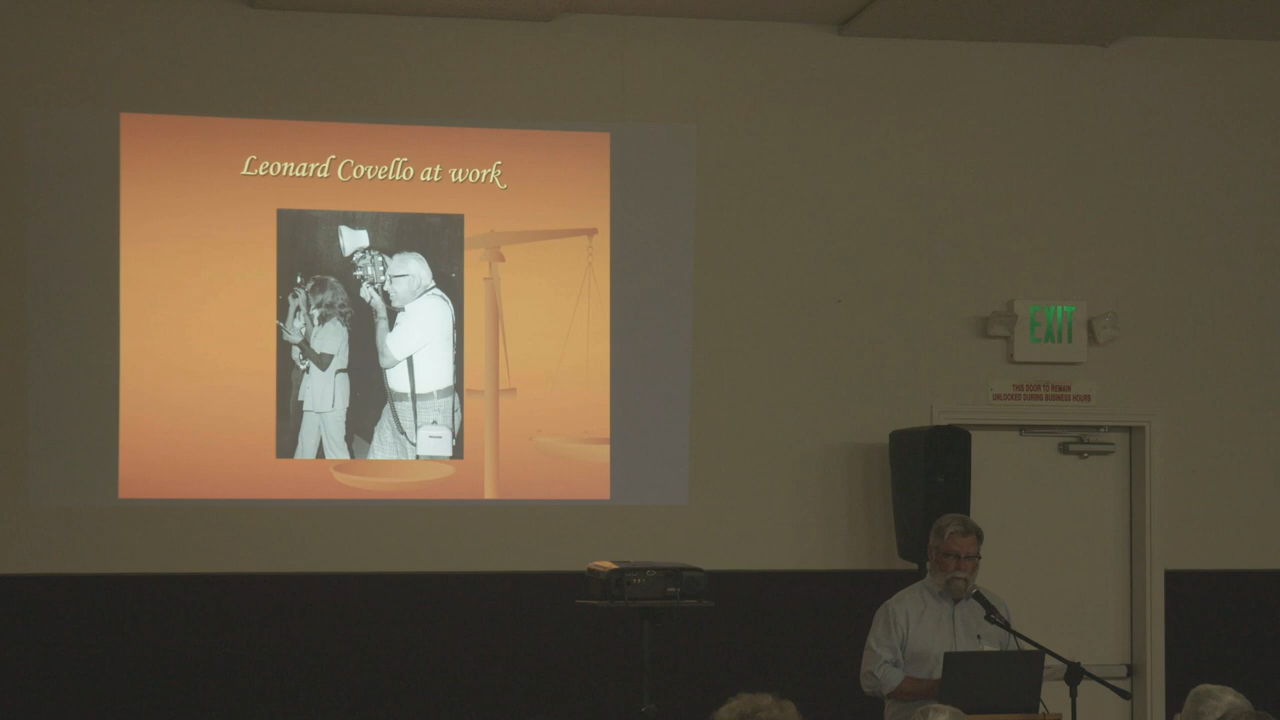 Leonard Covello at work
EXIT
THIS DOOR TO REMAIN
UNLOCKED DURING BUSINESS HOURS